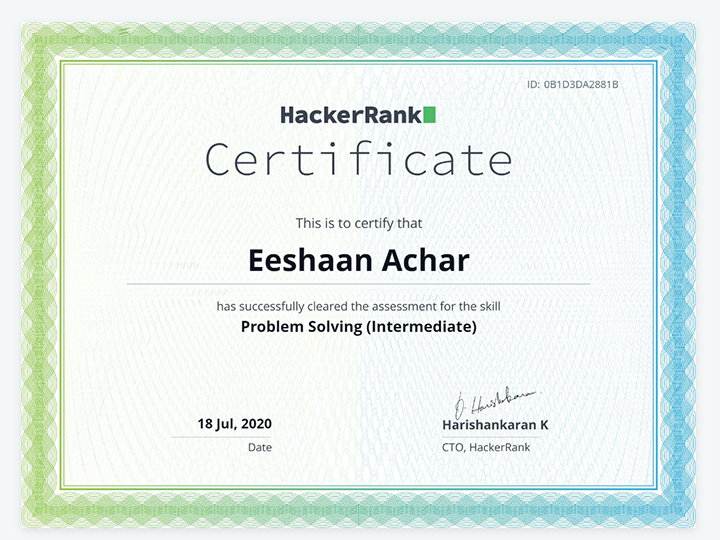 ID: 0B1D3DA2881B
HackerRank
Certificate
This is to certify that
Eeshaan Achar
has successfully cleared the assessment for the skill
Problem Solving (Intermediate)
18 Jul, 2020
Date
Harishankaran K
CTO, HackerRank